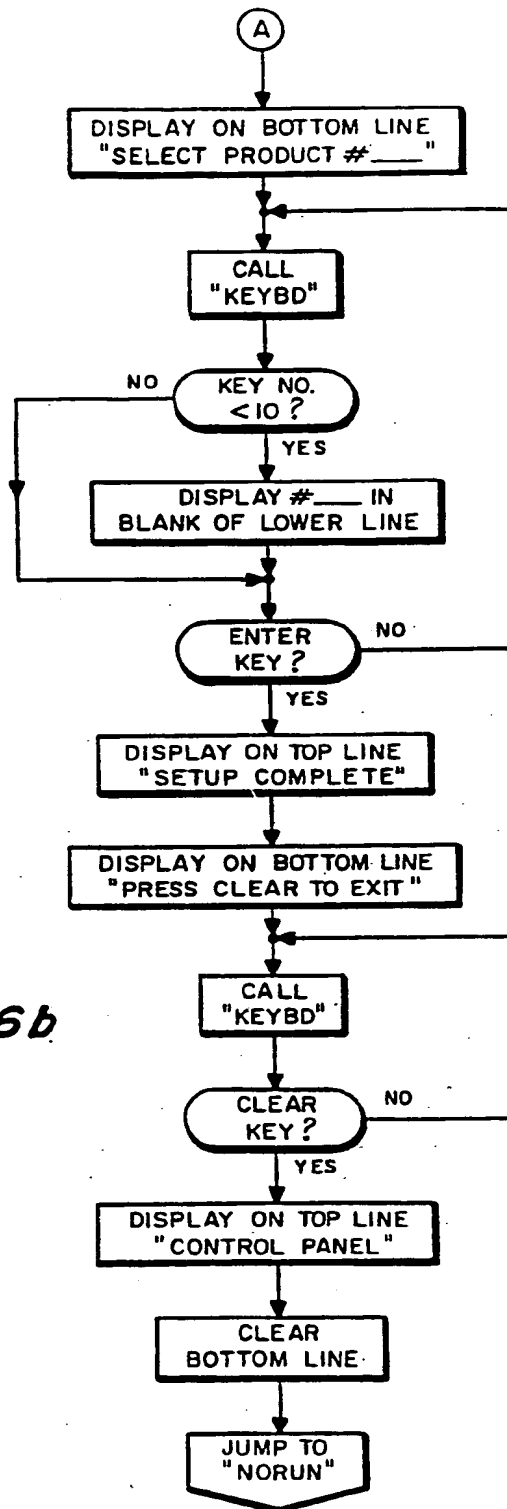 A
DISPLAY ON BOTTOM LINE
"SELECT PRODUCT #___"
CALL
"KEYBD"
NO
KEY NO.
<10?
YES
DISPLAY #___ IN
BLANK OF LOWER LINE
ENTER
KEY?
NO
YES
DISPLAY ON TOP LINE
"SETUP COMPLETE"
DISPLAY ON BOTTOM LINE
"PRESS CLEAR TO EXIT"
CALL
"KEYBD"
6b
CLEAR
KEY?
NO
YES
DISPLAY ON TOP LINE
"CONTROL PANEL"
CLEAR
BOTTOM LINE
JUMP TO
"NORUN"